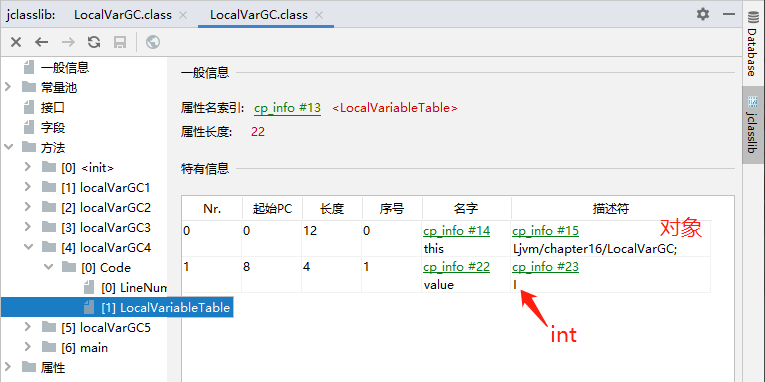 jclasslib: LocalVarGC.class × LocalVarGC.class ×
一般信息
常量池
接口
字段
方法
[0] <init>
[1] localVarGC1
[2] localVarGC2
[3] localVarGC3
[4] localVarGC4
[0] Code
[0] LineNum
[1] LocalVariableTable
[5] localVarGC5
[6] main
属性
一般信息
属性名索引: cp_info #13 <LocalVariableTable>
属性长度: 22
特有信息
Nr. 起始PC 长度 序号 名字 描述符
0 0 12 0 cp_info #14 cp_info #15
this Ljvm/chapter16/LocalVarGC;
对象
1 8 4 1 cp_info #22 cp_info #23
value I
int
Database
jclasslib